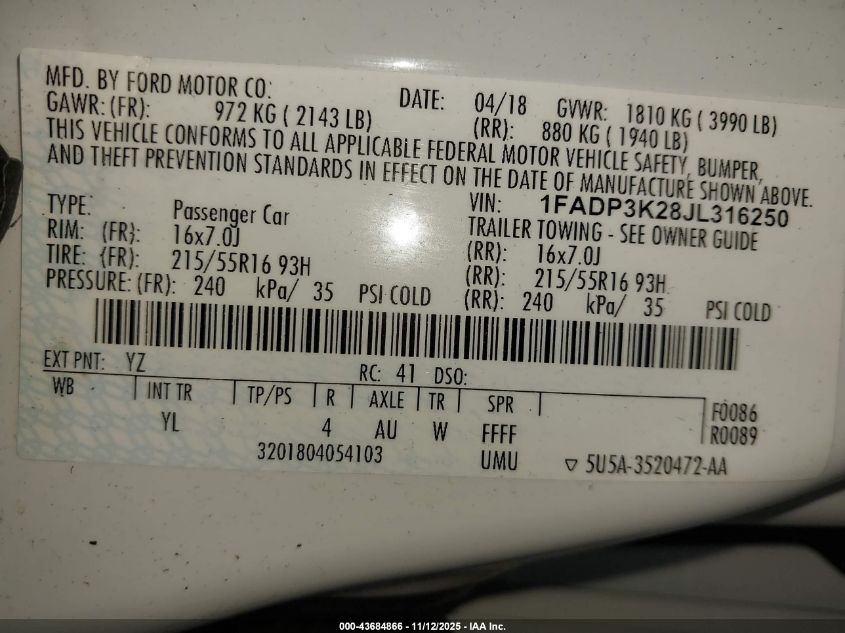 MFD. BY FORD MOTOR CO: DATE: 04/18 GVWR: 1810 KG ( 3990 LB)
GAWR: (FR): 972 KG ( 2143 LB) (RR): 880 KG ( 1940 LB)
THIS VEHICLE CONFORMS TO ALL APPLICABLE FEDERAL MOTOR VEHICLE SAFETY, BUMPER,
AND THEFT PREVENTION STANDARDS IN EFFECT ON THE DATE OF MANUFACTURE SHOWN ABOVE.
VIN: 1FADP3K28JL316250
TYPE: Passenger Car TRAILER TOWING - SEE OWNER GUIDE
RIM: (FR): 16x7.0J (RR): 16x7.0J
TIRE: (FR): 215/55R16 93H (RR): 215/55R16 93H
PRESSURE: (FR): 240 kPa/ 35 PSI COLD (RR): 240 kPa/ 35 PSI COLD
EXT PNT: YZ RC: 41 DSO:
WB INT TR TP/PS R AXLE TR SPR F0086
YL 4 AU W FFFF R0089
3201804054103 UMU ▽ 5U5A-3520472-AA
000-43684866 - 11/12/2025 - IAA Inc.